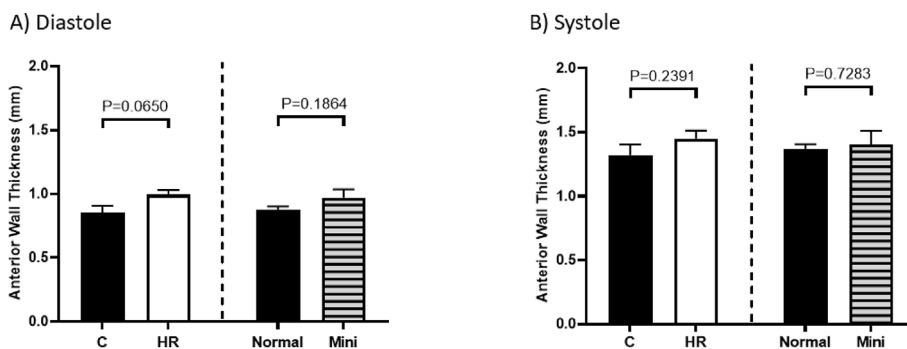 A) Diastole
Anterior Wall Thickness (mm)
2.0
1.5
1.0
0.5
0.0
P=0.0650
P=0.1864
C HR Normal Mini
B) Systole
Anterior Wall Thickness (mm)
2.0
1.5
1.0
0.5
0.0
P=0.2391
P=0.7283
C HR Normal Mini